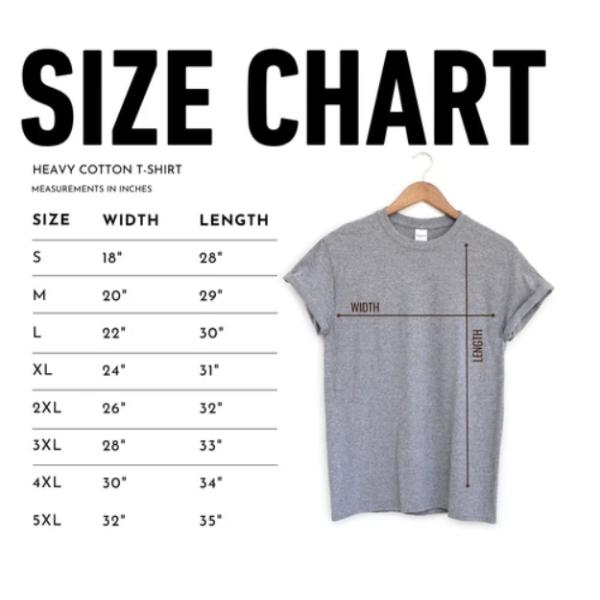 SIZE CHART
HEAVY COTTON T-SHIRT
MEASUREMENTS IN INCHES
SIZE WIDTH LENGTH
S 18" 28"
M 20" 29"
L 22" 30"
XL 24" 31"
2XL 26" 32"
3XL 28" 33"
4XL 30" 34"
5XL 32" 35"
WIDTH
LENGTH